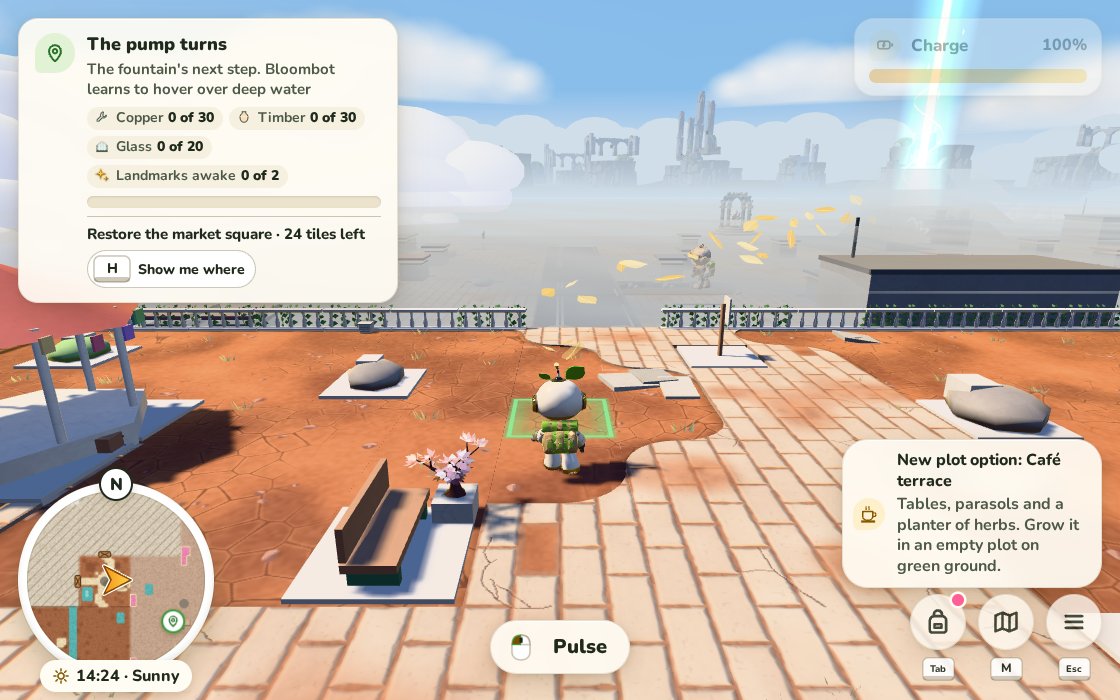 The pump turns
The fountain's next step. Bloombot
learns to hover over deep water
Copper 0 of 30 Timber 0 of 30
Glass 0 of 20
Landmarks awake 0 of 2
Restore the market square · 24 tiles left
H Show me where
Charge 100%
New plot option: Café
terrace
Tables, parasols and a
planter of herbs. Grow it
in an empty plot on
green ground.
N
14:24 · Sunny
Pulse
Tab M Esc